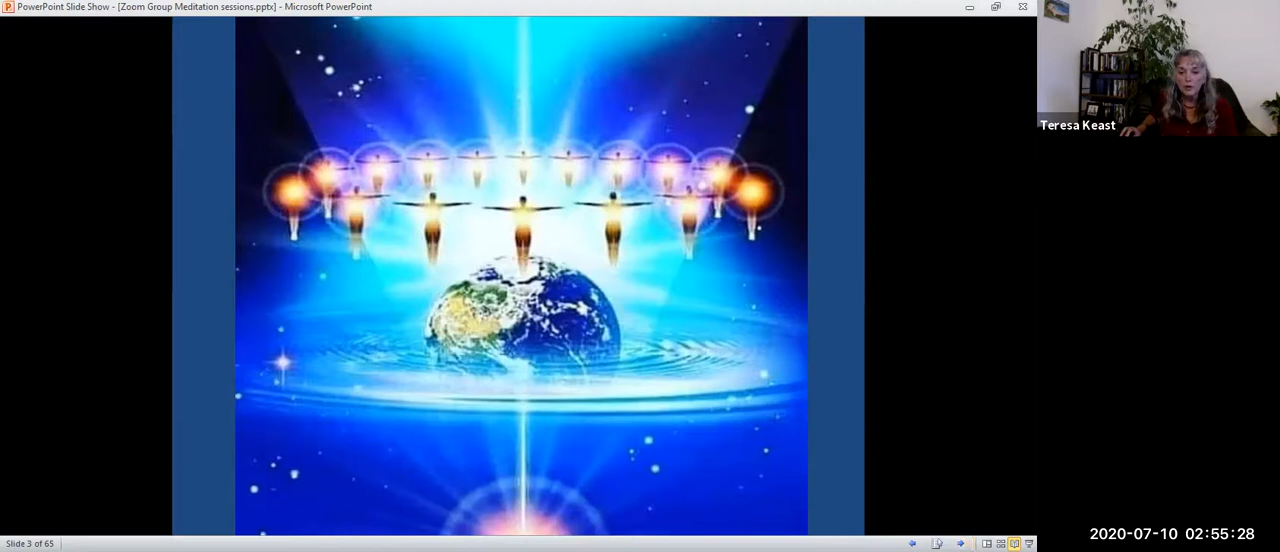 PowerPoint Slide Show - [Zoom Group Meditation sessions.pptx] - Microsoft PowerPoint
Teresa Keast
2020-07-10 02:55:28
Slide 3 of 65